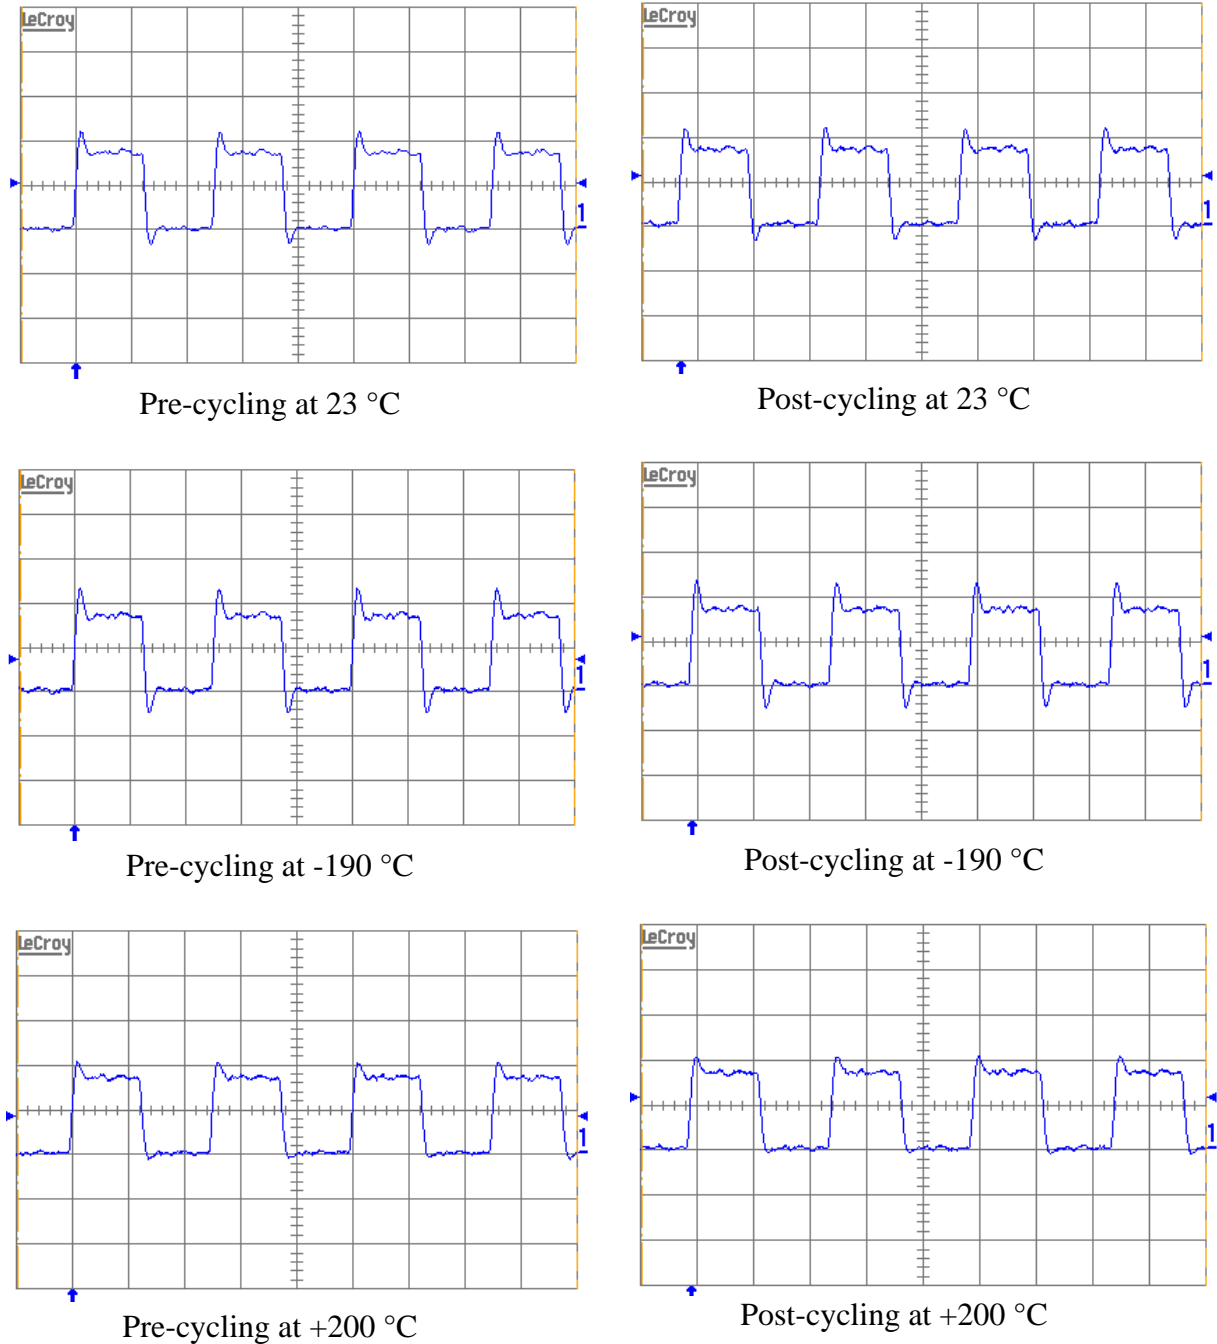 LeCroy
1
Pre-cycling at 23 °C
LeCroy
1
Post-cycling at 23 °C
LeCroy
1
Pre-cycling at -190 °C
LeCroy
1
Post-cycling at -190 °C
LeCroy
1
Pre-cycling at +200 °C
LeCroy
1
Post-cycling at +200 °C